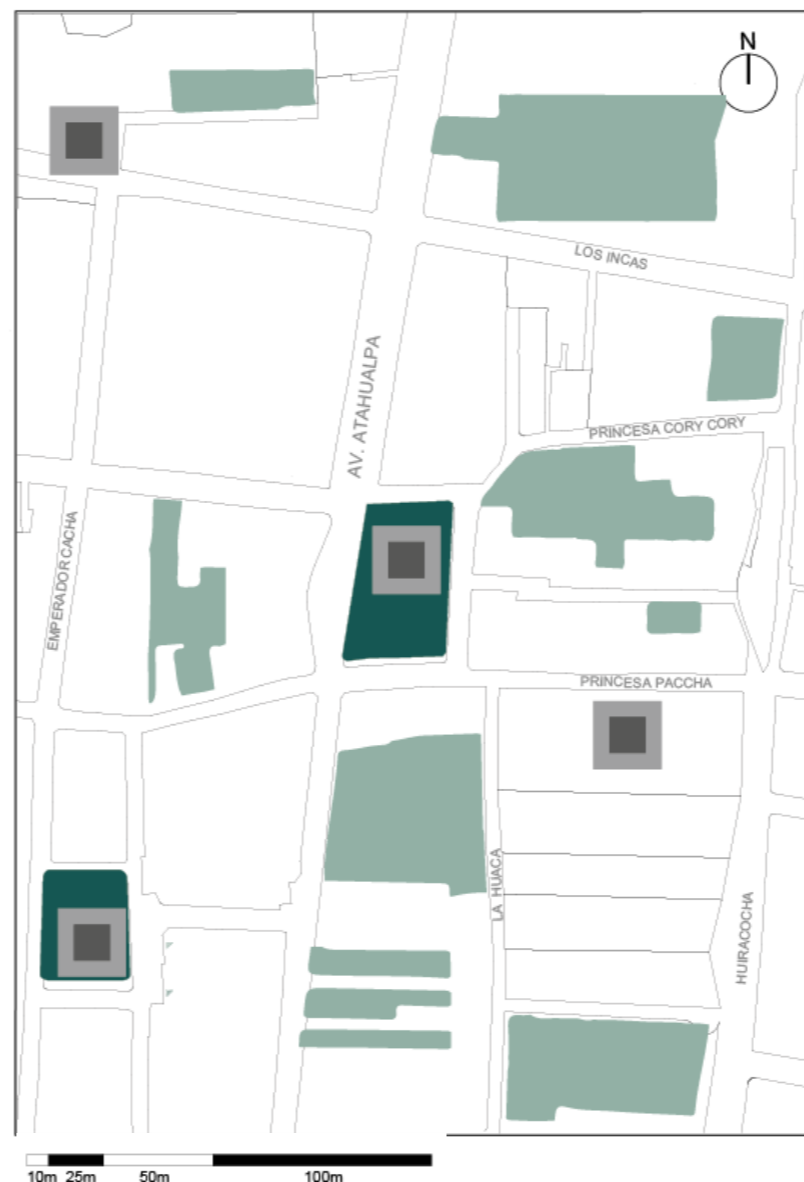 N
LOS INCAS
AV. ATAHUALPA
PRINCESA CORY CORY
EMPERADOR CACHA
PRINCESA PACCHA
LA HUACA
HUIRACOCHA
10m 25m 50m 100m